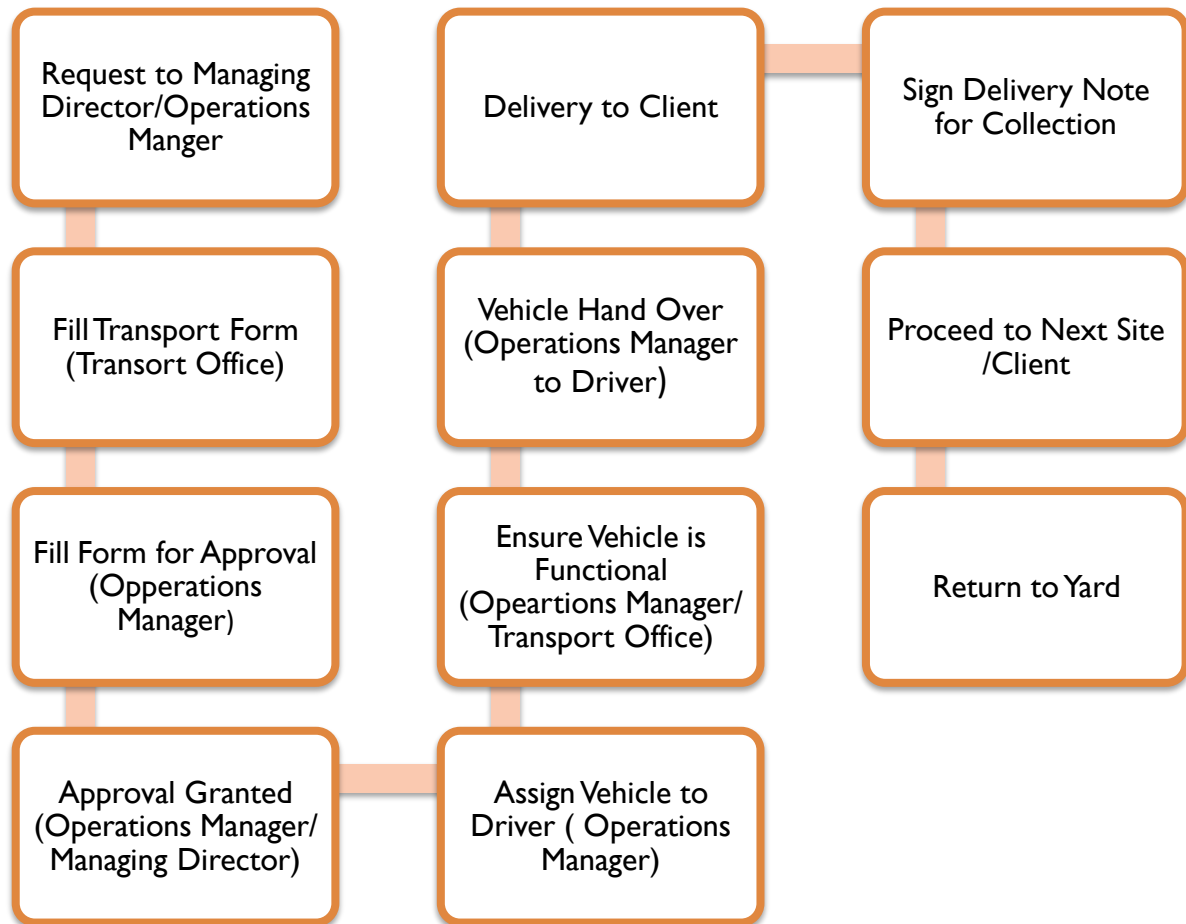 Request to Managing
Director/Operations
Manger
Fill Transport Form
(Transort Office)
Fill Form for Approval
(Opperations
Manager)
Approval Granted
(Operations Manager/
Managing Director)
Assign Vehicle to
Driver ( Operations
Manager)
Ensure Vehicle is
Functional
(Opeartions Manager/
Transport Office)
Vehicle Hand Over
(Operations Manager
to Driver)
Delivery to Client
Sign Delivery Note
for Collection
Proceed to Next Site
/Client
Return to Yard